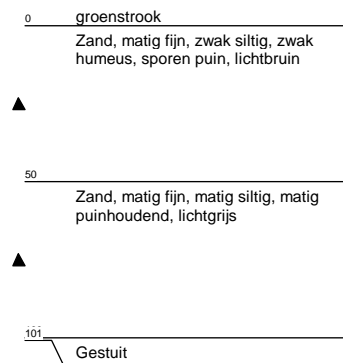 0 groenstrook
Zand, matig fijn, zwak siltig, zwak
humeus, sporen puin, lichtbruin
50
Zand, matig fijn, matig siltig, matig
puinhoudend, lichtgrijs
101
Gestuit